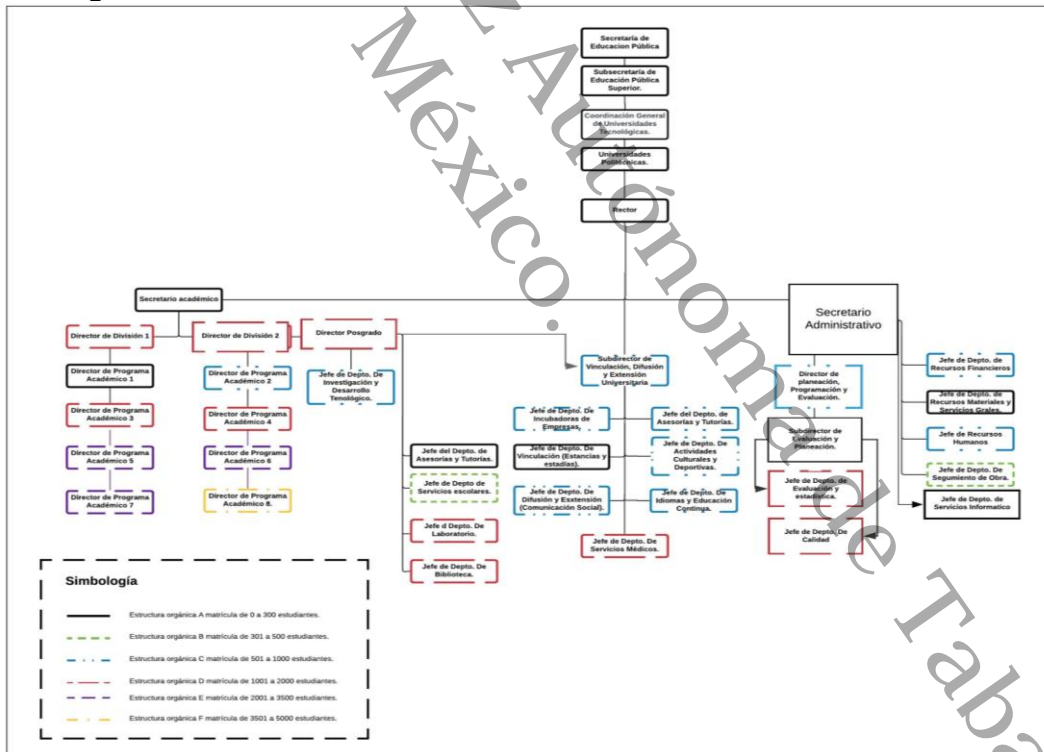 Secretaría de
Educacion Pública
Subsecretaría de
Educación Pública
Superior.
Coordinación General
de Universidades
Tecnológicas.
Universidades
Politécnicas.
Rector
Secretario académico
Secretario
Administrativo
Director de División 1
Director de División 2
Director Posgrado
Director de Programa
Académico 1
Director de Programa
Académico 3
Director de Programa
Académico 5
Director de Programa
Académico 7
Director de Programa
Académico 2
Director de Programa
Académico 4
Director de Programa
Académico 6
Director de Programa
Académico 8.
Jefe de Depto. De
Investigación y
Desarrollo
Tenológico.
Jefe del Depto. de
Asesorías y Tutorías.
Jefe de Depto de
Servicios escolares.
Jefe d Depto. De
Laboratorio.
Jefe de Depto. De
Biblioteca.
Subdirector de
Vinculación, Difusión
y Extensión
Universitaria
Jefe de Depto. De
Incubadoras de
Empresas,
Jefe de Depto. De
Vinculación (Estancias y
estadías).
Jefe de Depto. De
Difusión y Exstensión
(Comunicación Social).
Jefe del Depto. de
Asesorías y Tutorías.
Jefe de Depto. De
Actividades
Culturales y
Deportivas.
Jefe de Depto. De
Idiomas y Educación
Continua.
Jefe de Depto. De
Servicios Médicos.
Director de
planeación,
Programación y
Evaluación.
Subdirector de
Evaluación y
Planeación.
Jefe de Depto. de
Evaluación y
estadística.
Jefe de Depto. De
Calidad
Jefe de Depto. de
Recursos Financieros
Jefe de Depto. de
Recursos Materiales y
Servicios Grales.
Jefe de Recursos
Humanos
Jefe de Depto. de
Segumiento de Obra.
Jefe de Depto. de
Servicios Informatico
Simbología
Estructura orgánica A matrícula de 0 a 300 estudiantes.
Estructura orgánica B matrícula de 301 a 500 estudiantes.
Estructura orgánica C matrícula de 501 a 1000 estudiantes.
Estructura orgánica D matrícula de 1001 a 2000 estudiantes.
Estructura orgánica E matrícula de 2001 a 3500 estudiantes.
Estructura orgánica F matrícula de 3501 a 5000 estudiantes.
Autónoma de
México.